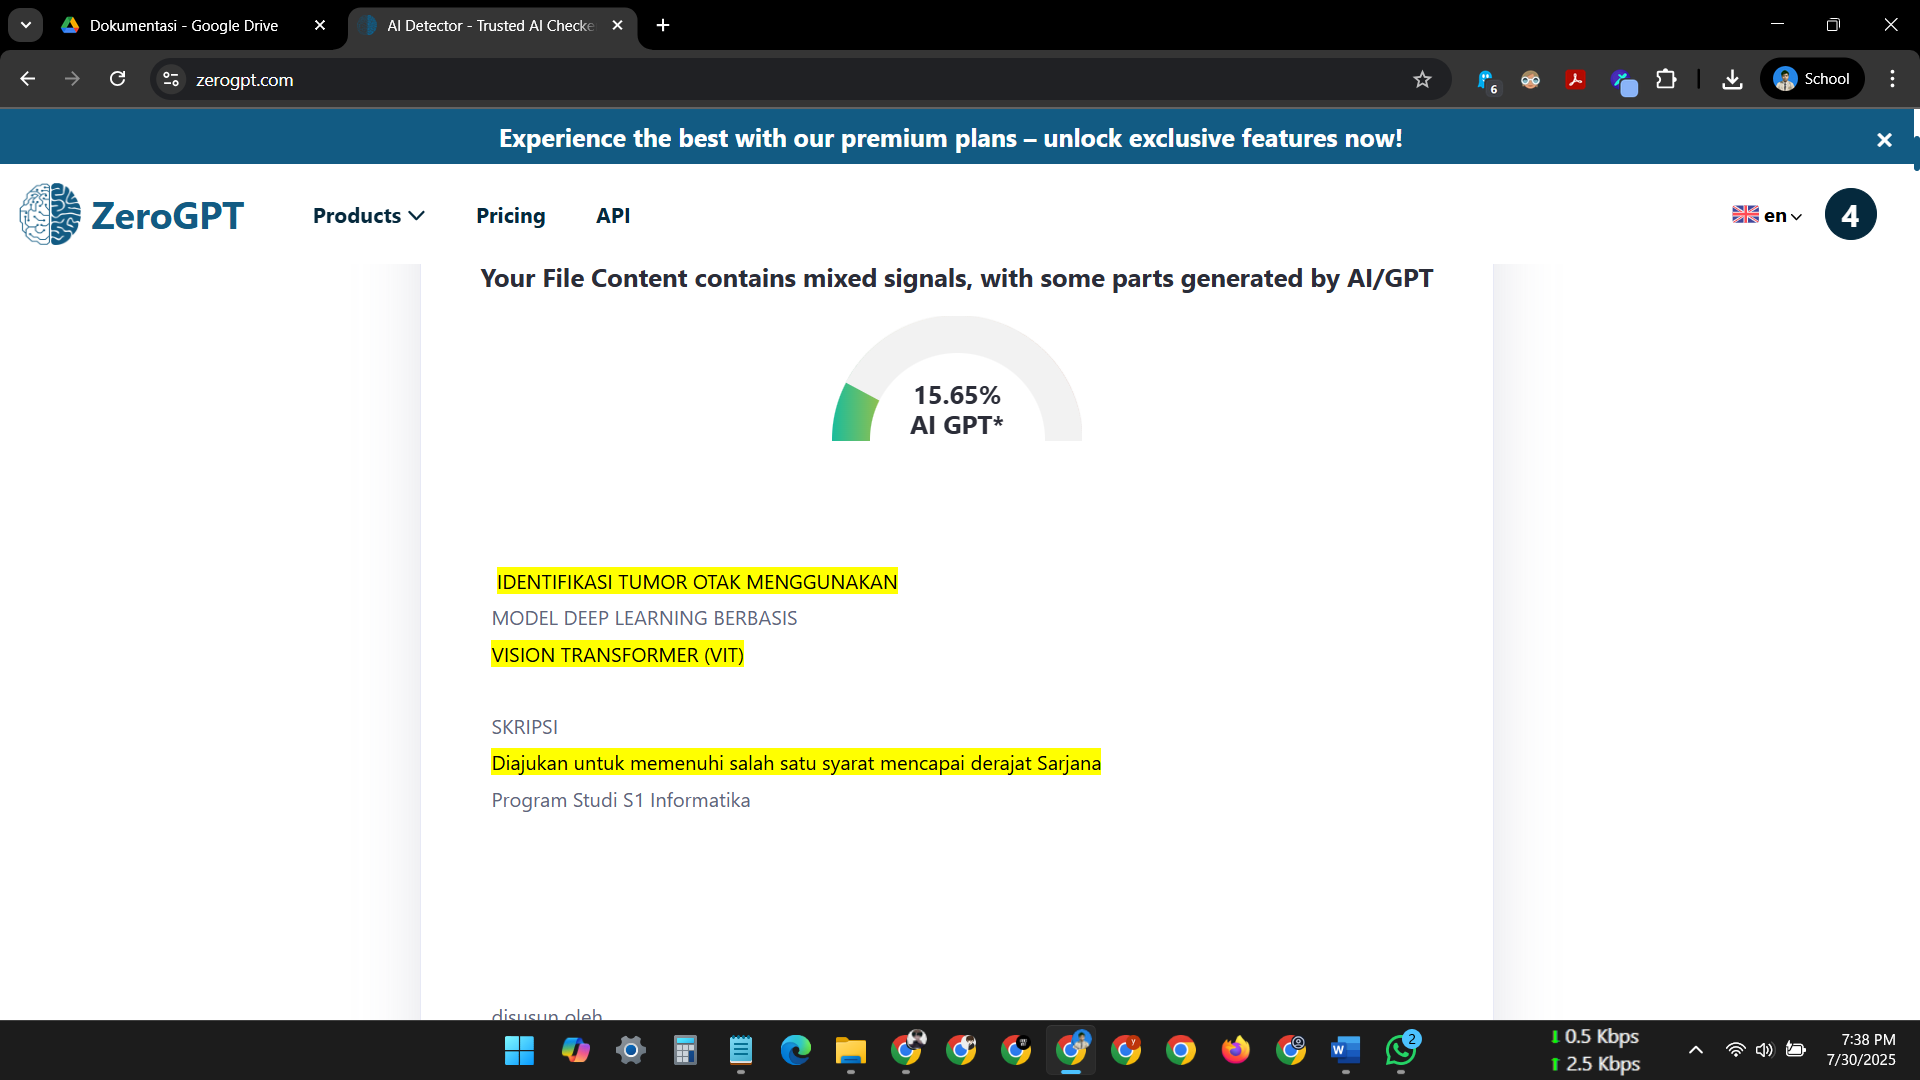 Dokumentasi - Google Drive
AI Detector - Trusted AI Checke
zerogpt.com
6
School
Experience the best with our premium plans – unlock exclusive features now!
ZeroGPT
Products
Pricing
API
en
4
Your File Content contains mixed signals, with some parts generated by AI/GPT
15.65%
AI GPT*
IDENTIFIKASI TUMOR OTAK MENGGUNAKAN
MODEL DEEP LEARNING BERBASIS
VISION TRANSFORMER (VIT)
SKRIPSI
Diajukan untuk memenuhi salah satu syarat mencapai derajat Sarjana
Program Studi S1 Informatika
disusun oleh
2
0.5 Kbps
2.5 Kbps
7:38 PM
7/30/2025